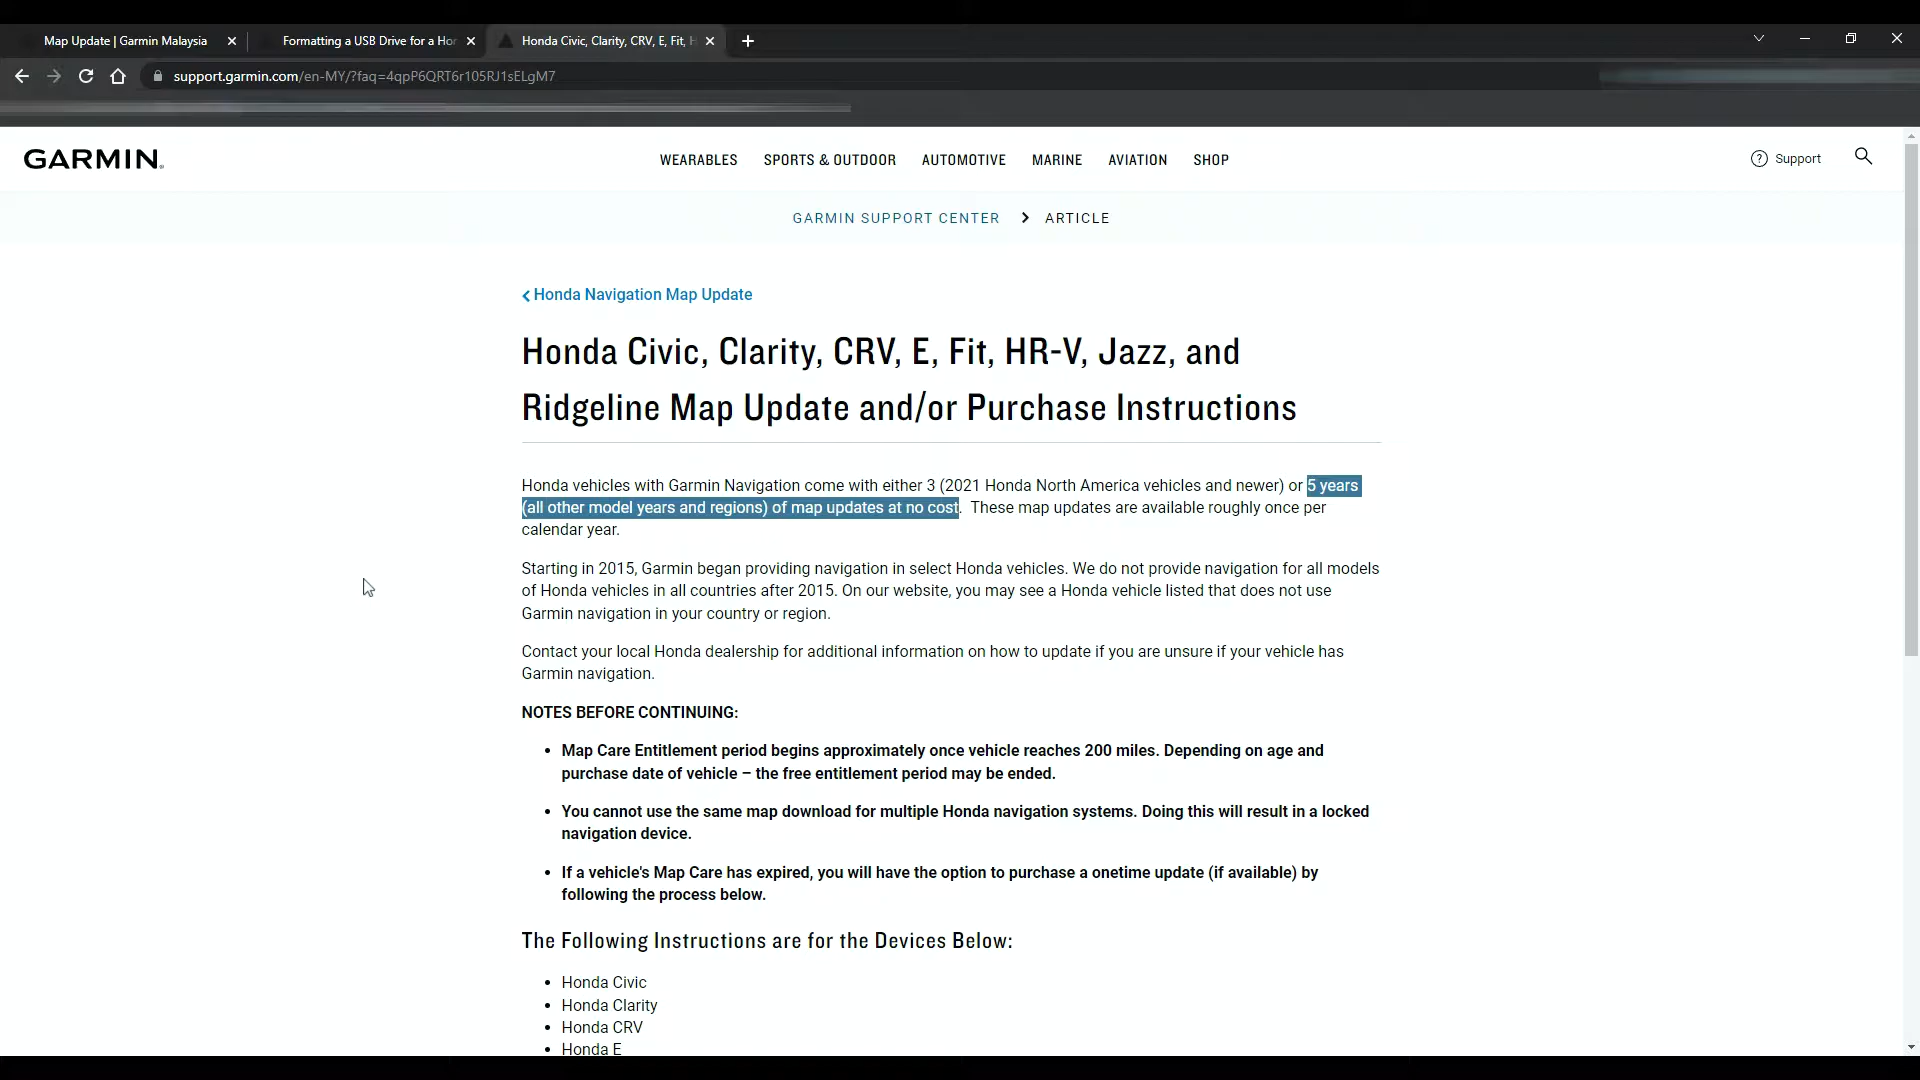 Map Update | Garmin Malaysia
Formatting a USB Drive for a Hor
Honda Civic, Clarity, CRV, E, Fit, H
support.garmin.com/en-MY/?faq=4qpP6QRT6r105RJ1sELgM7
GARMIN
WEARABLES SPORTS & OUTDOOR AUTOMOTIVE MARINE AVIATION SHOP
Support
GARMIN SUPPORT CENTER ARTICLE
Honda Navigation Map Update
Honda Civic, Clarity, CRV, E, Fit, HR-V, Jazz, and
Ridgeline Map Update and/or Purchase Instructions
Honda vehicles with Garmin Navigation come with either 3 (2021 Honda North America vehicles and newer) or 5 years
(all other model years and regions) of map updates at no cost. These map updates are available roughly once per
calendar year.
Starting in 2015, Garmin began providing navigation in select Honda vehicles. We do not provide navigation for all models
of Honda vehicles in all countries after 2015. On our website, you may see a Honda vehicle listed that does not use
Garmin navigation in your country or region.
Contact your local Honda dealership for additional information on how to update if you are unsure if your vehicle has
Garmin navigation.
NOTES BEFORE CONTINUING:
• Map Care Entitlement period begins approximately once vehicle reaches 200 miles. Depending on age and
purchase date of vehicle – the free entitlement period may be ended.
• You cannot use the same map download for multiple Honda navigation systems. Doing this will result in a locked
navigation device.
• If a vehicle's Map Care has expired, you will have the option to purchase a onetime update (if available) by
following the process below.
The Following Instructions are for the Devices Below:
• Honda Civic
• Honda Clarity
• Honda CRV
• Honda E